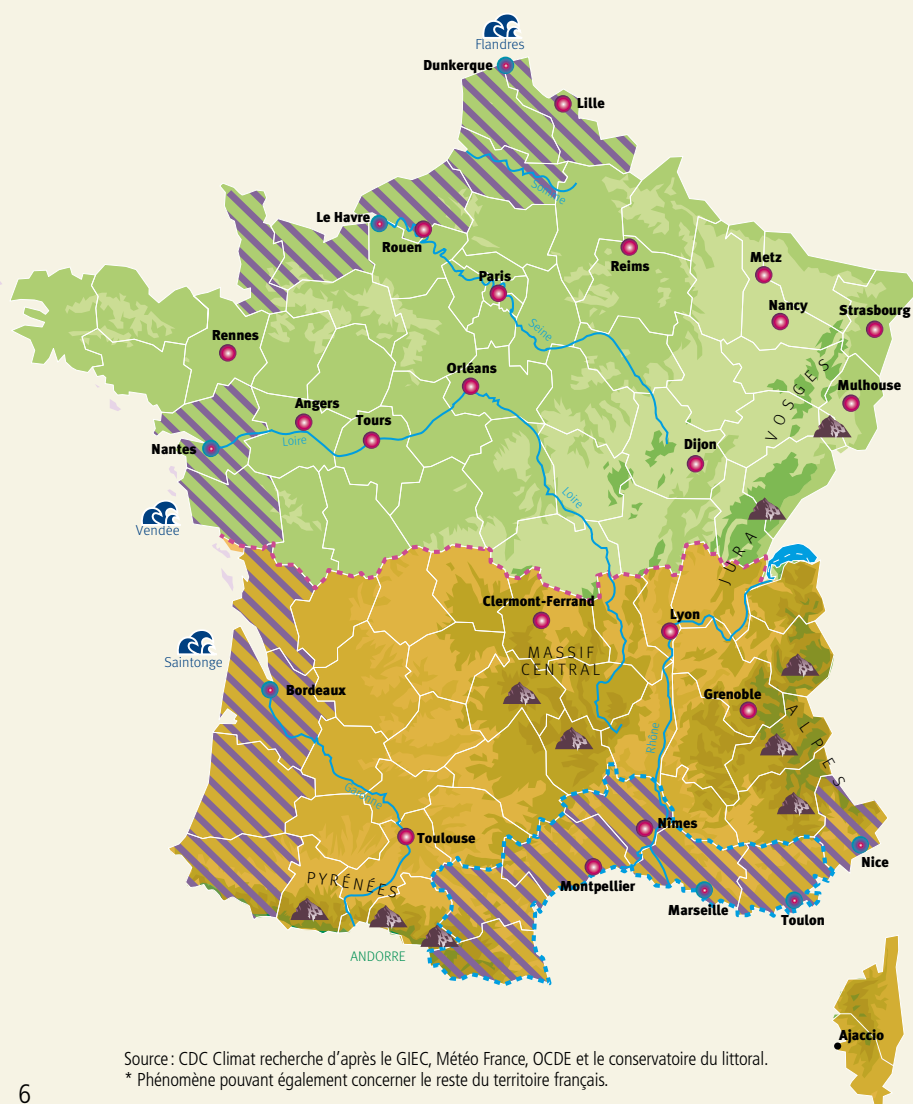 Flandres
Dunkerque
Lille
Somme
Le Havre
Rouen
Reims
Metz
Paris
Nancy
Strasbourg
Seine
Rennes
VOSGES
Orléans
Mulhouse
Angers
Tours
Nantes
Loire
Dijon
Loire
Vendée
JURA
Clermont-Ferrand
Lyon
MASSIF
CENTRAL
Saintonge
Bordeaux
Grenoble
ALPES
Rhône
Garonne
Toulouse
Nîmes
Nice
PYRÉNÉES
Montpellier
Marseille
Toulon
ANDORRE
Ajaccio
Source : CDC Climat recherche d'après le GIEC, Météo France, OCDE et le conservatoire du littoral.
* Phénomène pouvant également concerner le reste du territoire français.
6